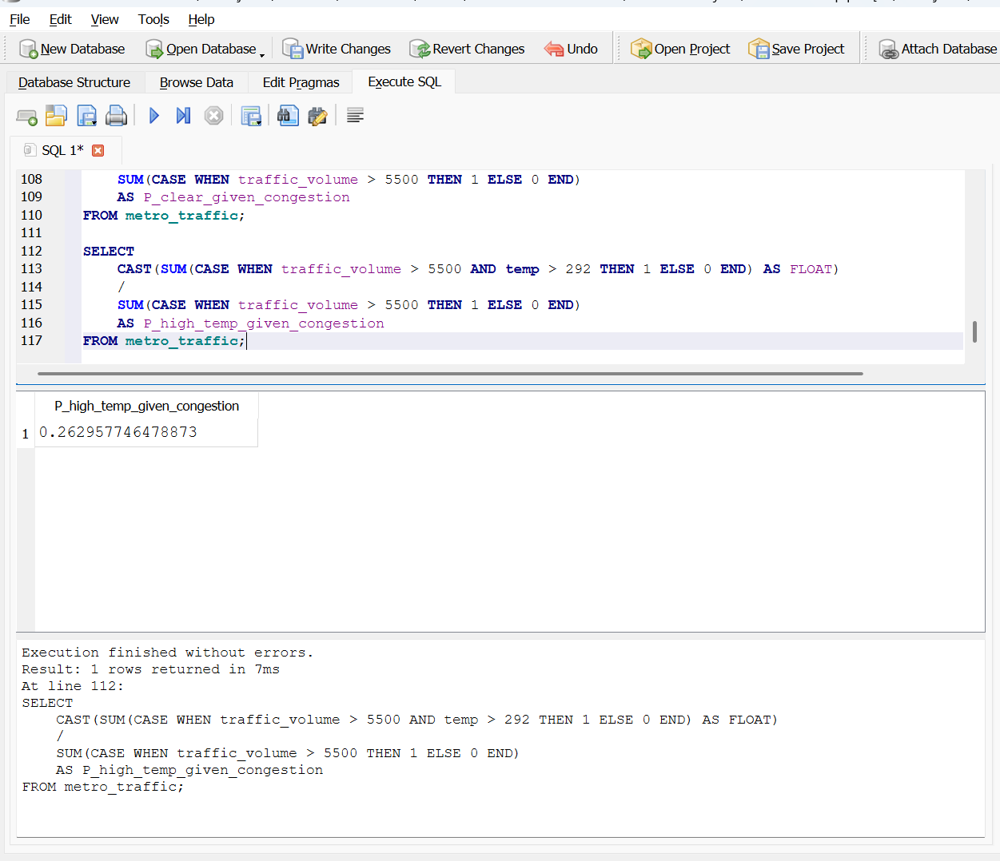 File Edit View Tools Help
New Database Open Database Write Changes Revert Changes Undo Open Project Save Project Attach Database
Database Structure Browse Data Edit Pragmas Execute SQL
SQL 1*
108 SUM(CASE WHEN traffic_volume > 5500 THEN 1 ELSE 0 END)
109 AS P_clear_given_congestion
110 FROM metro_traffic;
111
112 SELECT
113 CAST(SUM(CASE WHEN traffic_volume > 5500 AND temp > 292 THEN 1 ELSE 0 END) AS FLOAT)
114 /
115 SUM(CASE WHEN traffic_volume > 5500 THEN 1 ELSE 0 END)
116 AS P_high_temp_given_congestion
117 FROM metro_traffic;
P_high_temp_given_congestion
1 0.262957746478873
Execution finished without errors.
Result: 1 rows returned in 7ms
At line 112:
SELECT
CAST(SUM(CASE WHEN traffic_volume > 5500 AND temp > 292 THEN 1 ELSE 0 END) AS FLOAT)
/
SUM(CASE WHEN traffic_volume > 5500 THEN 1 ELSE 0 END)
AS P_high_temp_given_congestion
FROM metro_traffic;